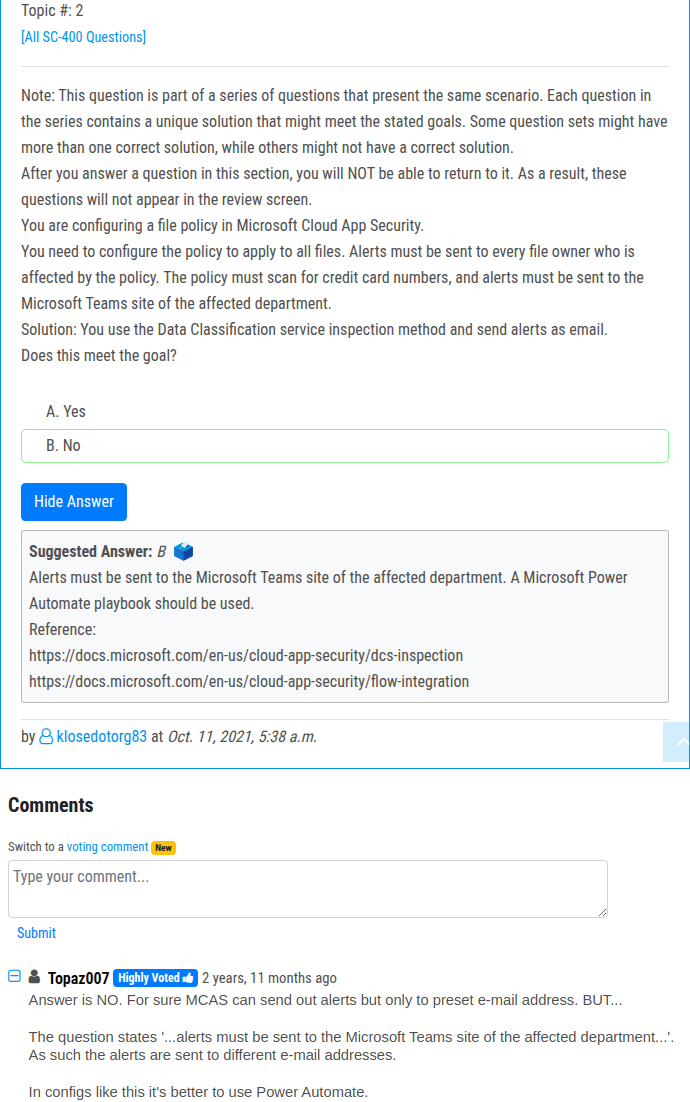 Topic #: 2
[All SC-400 Questions]
Note: This question is part of a series of questions that present the same scenario. Each question in
the series contains a unique solution that might meet the stated goals. Some question sets might have
more than one correct solution, while others might not have a correct solution.
After you answer a question in this section, you will NOT be able to return to it. As a result, these
questions will not appear in the review screen.
You are configuring a file policy in Microsoft Cloud App Security.
You need to configure the policy to apply to all files. Alerts must be sent to every file owner who is
affected by the policy. The policy must scan for credit card numbers, and alerts must be sent to the
Microsoft Teams site of the affected department.
Solution: You use the Data Classification service inspection method and send alerts as email.
Does this meet the goal?
A. Yes
B. No
Hide Answer
Suggested Answer: B
Alerts must be sent to the Microsoft Teams site of the affected department. A Microsoft Power
Automate playbook should be used.
Reference:
https://docs.microsoft.com/en-us/cloud-app-security/dcs-inspection
https://docs.microsoft.com/en-us/cloud-app-security/flow-integration
by klosedotorg83 at Oct. 11, 2021, 5:38 a.m.
Comments
Switch to a voting comment New
Type your comment...
Submit
Topaz007 Highly Voted 2 years, 11 months ago
Answer is NO. For sure MCAS can send out alerts but only to preset e-mail address. BUT...
The question states '...alerts must be sent to the Microsoft Teams site of the affected department...'.
As such the alerts are sent to different e-mail addresses.
In configs like this it's better to use Power Automate.